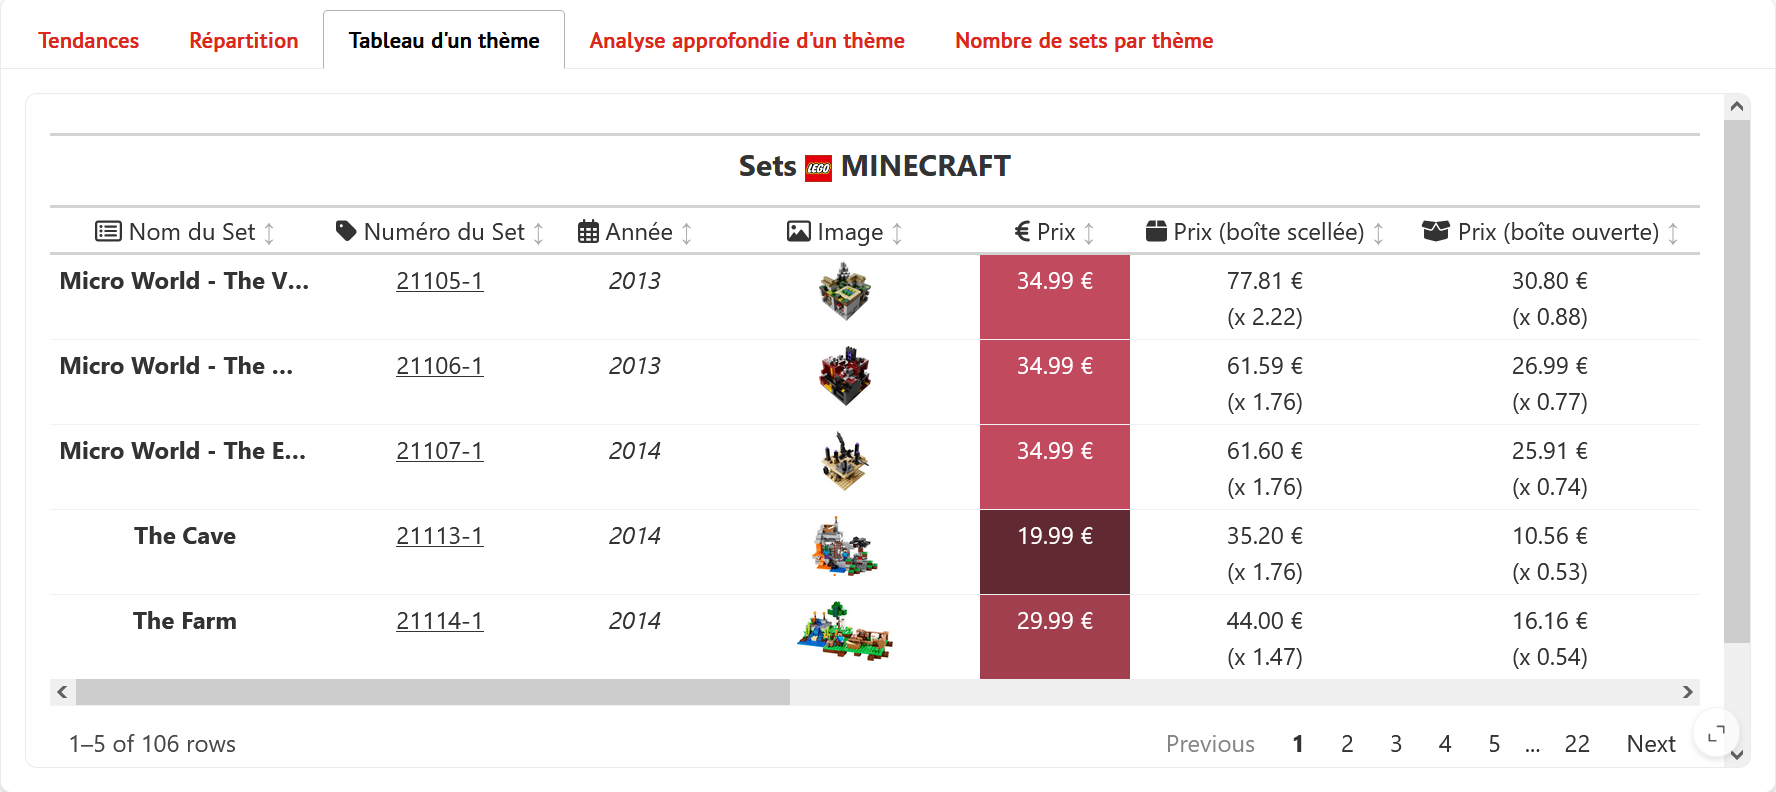 Tendances Répartition Tableau d'un thème Analyse approfondie d'un thème Nombre de sets par thème
Sets LEGO MINECRAFT
Nom du Set Numéro du Set Année Image € Prix Prix (boîte scellée) Prix (boîte ouverte)
Micro World - The V... 21105-1 2013 34.99 € 77.81 € 30.80 €
(x 2.22) (x 0.88)
Micro World - The ... 21106-1 2013 34.99 € 61.59 € 26.99 €
(x 1.76) (x 0.77)
Micro World - The E... 21107-1 2014 34.99 € 61.60 € 25.91 €
(x 1.76) (x 0.74)
The Cave 21113-1 2014 19.99 € 35.20 € 10.56 €
(x 1.76) (x 0.53)
The Farm 21114-1 2014 29.99 € 44.00 € 16.16 €
(x 1.47) (x 0.54)
1–5 of 106 rows Previous 1 2 3 4 5 ... 22 Next